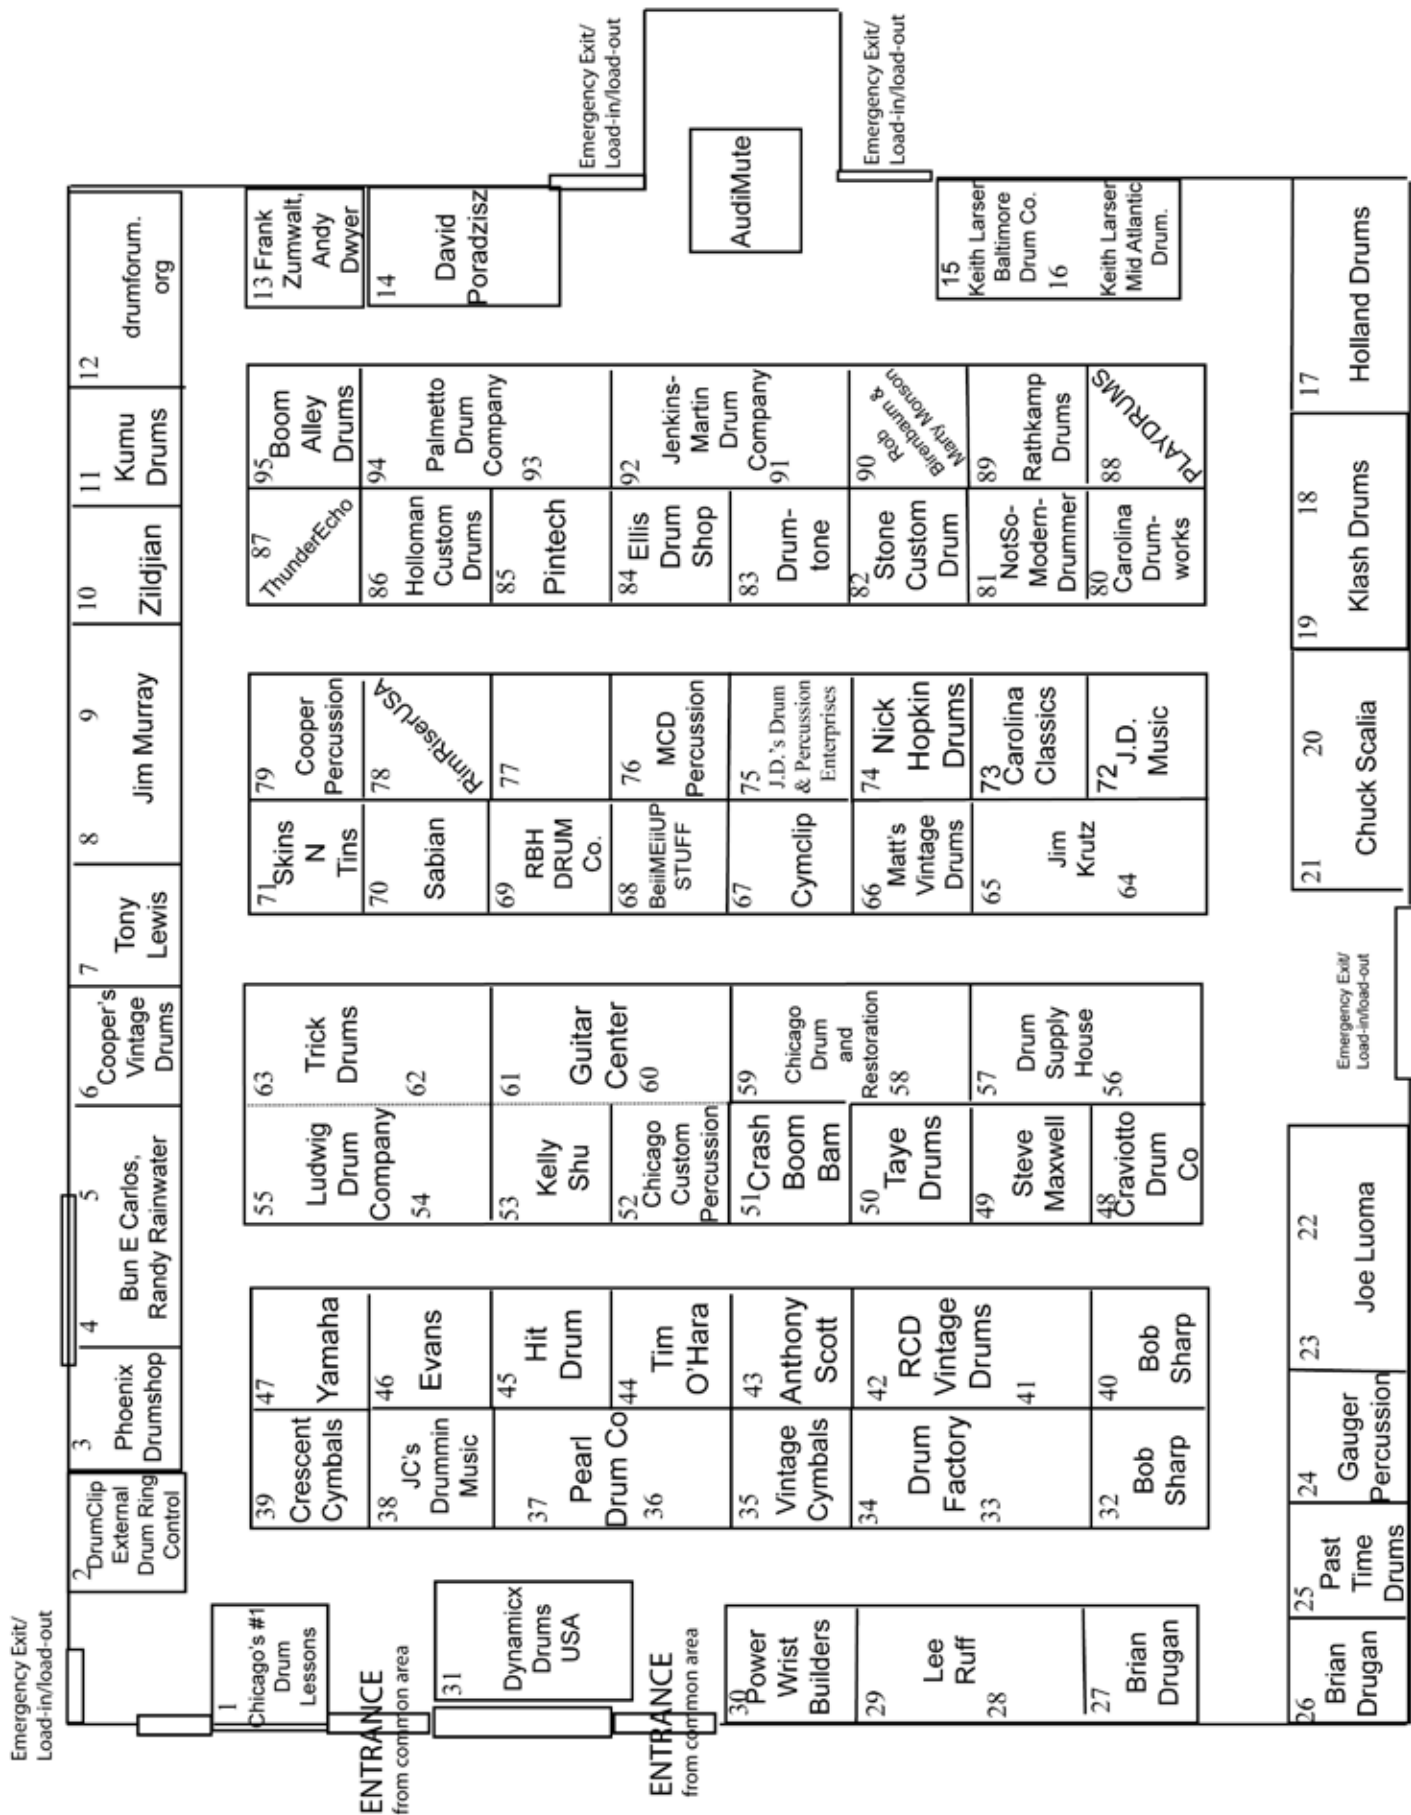 Emergency Exit/
Load-in/load-out
1
Chicago's #1
Drum
Lessons
ENTRANCE
from common area
31
Dynamicx
Drums
USA
ENTRANCE
from common area
30
Power
Wrist
Builders
29
Lee
Ruff
28
27
Brian
Drugan
26
Brian
Drugan
25
Past
Time
Drums
24
Gauger
Percussion
23
22
Joe Luoma
Emergency Exit/
Load-in/load-out
21
20
Chuck Scalia
19
18
Klash Drums
17
Holland Drums
2
DrumClip
External
Drum Ring
Control
3
Phoenix
Drumshop
4
5
Bun E Carlos,
Randy Rainwater
6
Cooper's
Vintage
Drums
7
Tony
Lewis
8
9
Jim Murray
10
Zildjian
11
Kumu
Drums
12
drumforum.
org
39
Crescent
Cymbals
38
JC's
Drummin
Music
37
Pearl
Drum Co
36
35
Vintage
Cymbals
34
Drum
Factory
33
32
Bob
Sharp
47
Yamaha
46
Evans
45
Hit
Drum
44
Tim
O'Hara
43
Anthony
Scott
42
RCD
Vintage
Drums
41
40
Bob
Sharp
55
Ludwig
Drum
Company
54
53
Kelly
Shu
52
Chicago
Custom
Percussion
51
Crash
Boom
Bam
50
Taye
Drums
49
Steve
Maxwell
48
Craviotto
Drum
Co
63
Trick
Drums
62
61
Guitar
Center
60
59
Chicago
Drum
and
Restoration
58
57
Drum
Supply
House
56
71
Skins
N
Tins
70
Sabian
69
RBH
DRUM
Co.
68
BeiiMEiiUP
STUFF
67
Cymclip
66
Matt's
Vintage
Drums
65
Jim
Krutz
64
79
Cooper
Percussion
78
RimRiserUSA
77
76
MCD
Percussion
75
J.D.'s Drum
& Percussion
Enterprises
74
Nick
Hopkin
Drums
73
Carolina
Classics
72
J.D.
Music
87
ThunderEcho
86
Holloman
Custom
Drums
85
Pintech
84
Ellis
Drum
Shop
83
Drum-
tone
82
Stone
Custom
Drum
81
NotSo-
Modern-
Drummer
80
Carolina
Drum-
works
95
Boom
Alley
Drums
94
Palmetto
Drum
Company
93
92
Jenkins-
Martin
Drum
Company
91
90
Rob
Birenbaum &
Marty Monson
89
Rathkamp
Drums
88
PLAYDRUMS
13 Frank
Zumwalt,
Andy
Dwyer
14
David
Poradzisz
Emergency Exit/
Load-in/load-out
AudiMute
Emergency Exit/
Load-in/load-out
15
Keith Larser
Baltimore
Drum Co.
16
Keith Larser
Mid Atlantic
Drum.